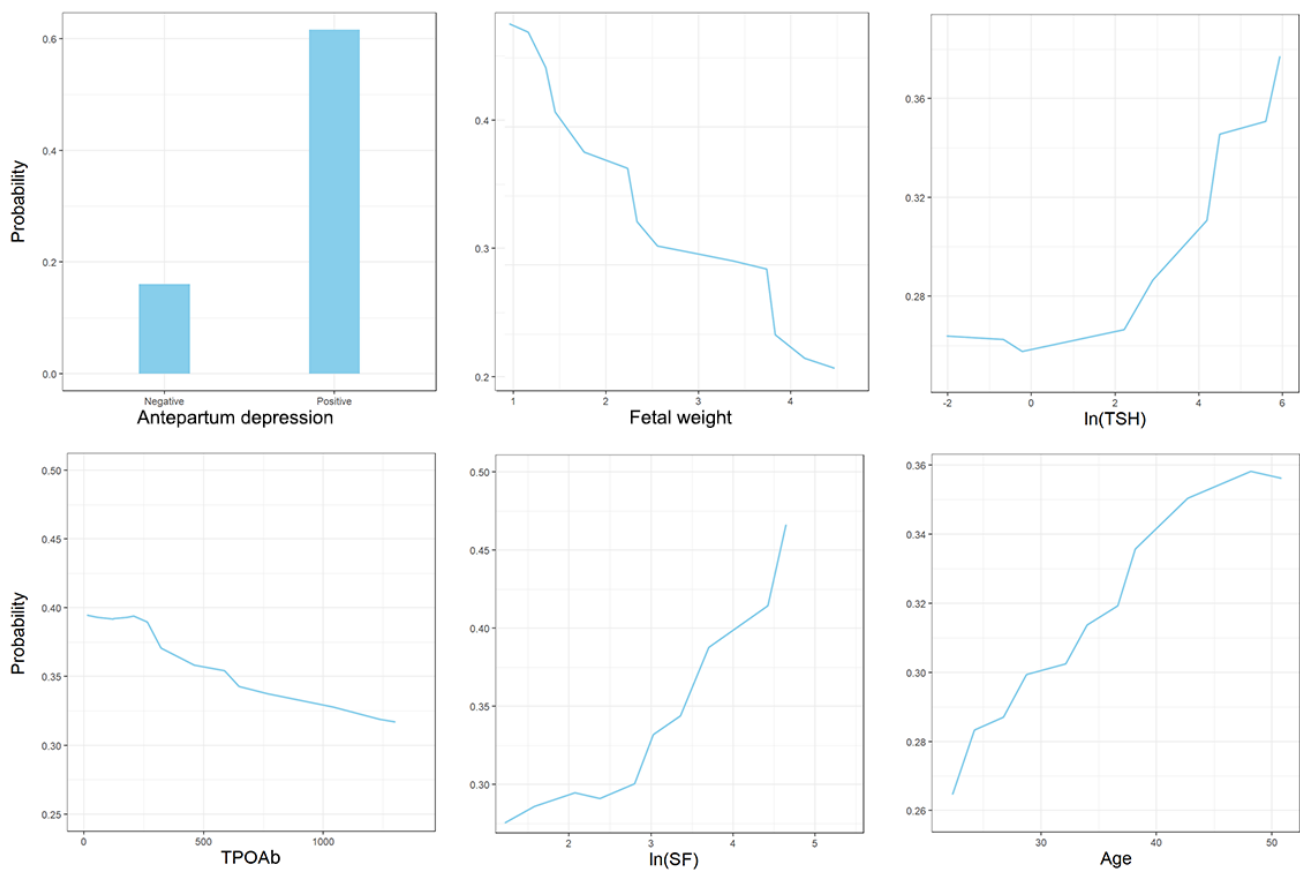 Probability
0.6
0.4
0.2
0.0
Negative Positive
Antepartum depression
0.4
0.3
0.2
1 2 3 4
Fetal weight
0.36
0.32
0.28
-2 0 2 4 6
ln(TSH)
Probability
0.50
0.45
0.40
0.35
0.30
0.25
0 500 1000
TPOAb
0.50
0.45
0.40
0.35
0.30
2 3 4 5
ln(SF)
0.36
0.34
0.32
0.30
0.28
0.26
30 40 50
Age